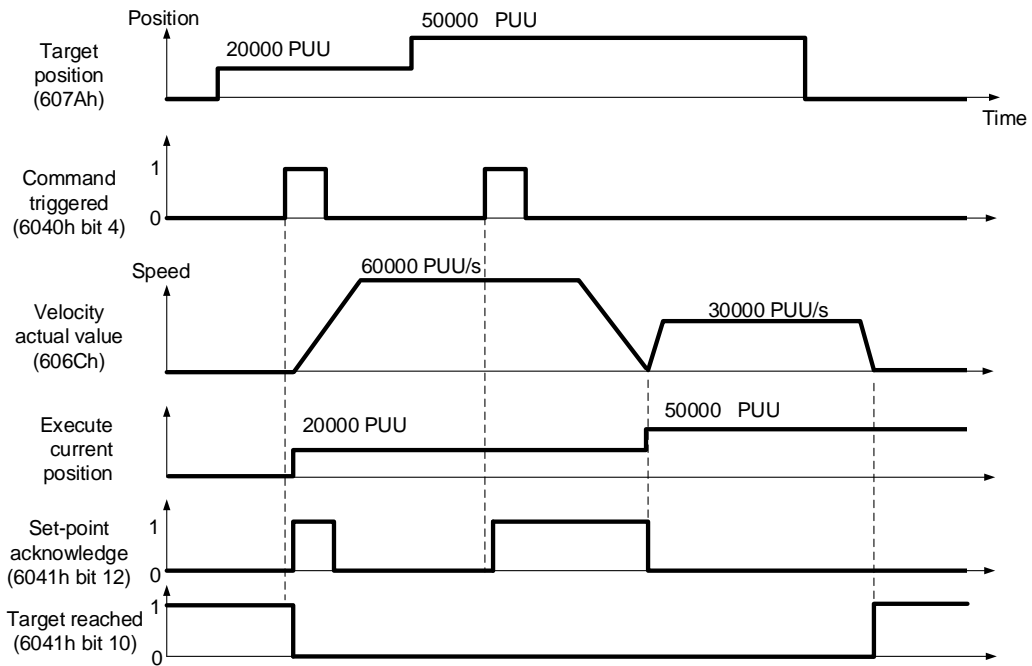 Position
50000 PUU
20000 PUU
Target
position
(607Ah)
Time
1
Command
triggered
(6040h bit 4)
0
Speed
60000 PUU/s
Velocity
actual value
(606Ch)
30000 PUU/s
50000 PUU
Execute
current
position
20000 PUU
1
Set-point
acknowledge
(6041h bit 12)
0
1
Target reached
(6041h bit 10)
0